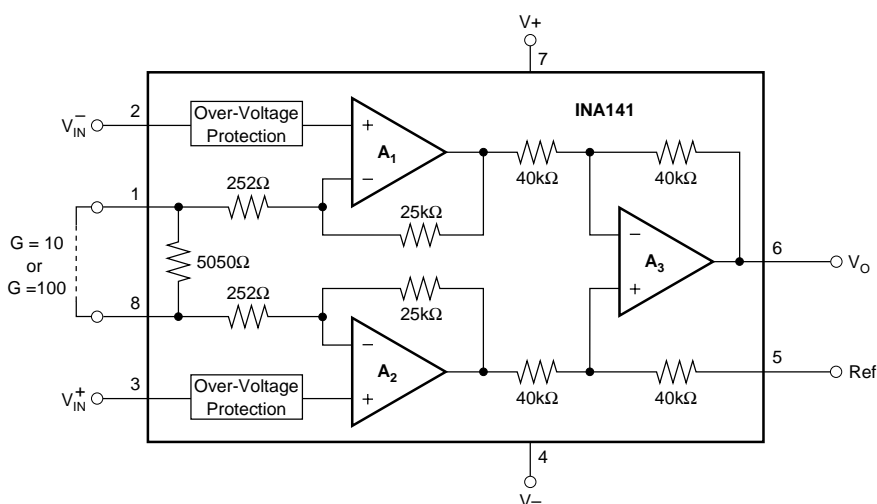 V+
7
INA141
2
V–IN
Over-Voltage
Protection
+
A1
–
40kΩ
40kΩ
1
252Ω
25kΩ
G = 10
or
G =100
5050Ω
–
A3
+
6
VO
8
252Ω
25kΩ
–
A2
+
3
V+IN
Over-Voltage
Protection
40kΩ
40kΩ
5
Ref
4
V–